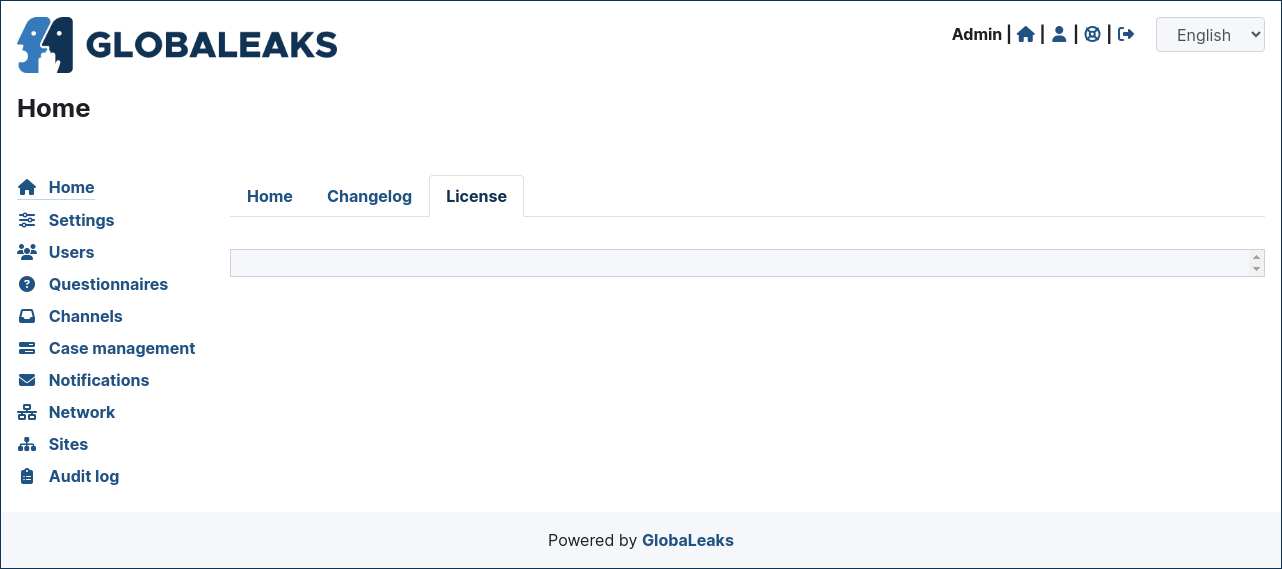 GLOBALEAKS
Admin | | | |
English
Home
Home
Settings
Users
Questionnaires
Channels
Case management
Notifications
Network
Sites
Audit log
Home Changelog License
Powered by GlobaLeaks